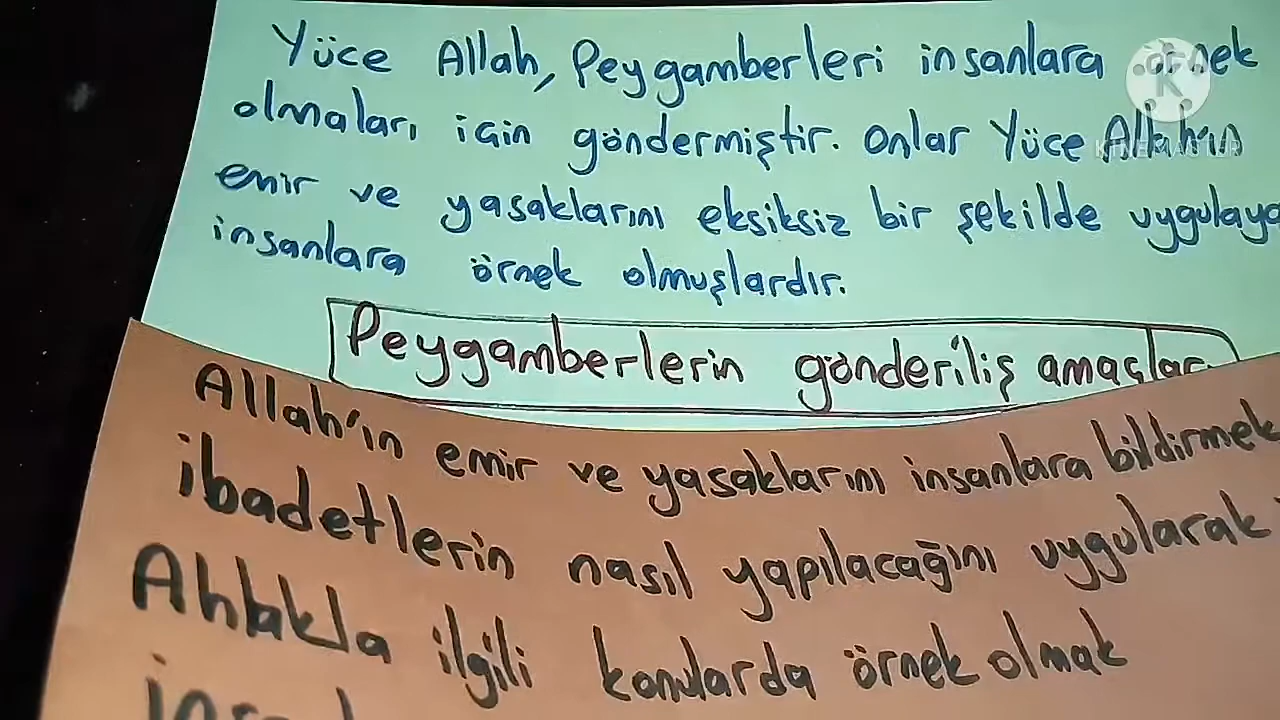 Yüce Allah, Peygamberleri insanlara örnek
olmaları için göndermiştir. Onlar Yüce Allah'ın
emir ve yasaklarını eksiksiz bir şekilde
insanlara örnek olmuşlardır.
Peygamberlerin gönderiliş amaçlar
Allah'ın emir ve yasaklarını insanlara bildirmek
ibadetlerin nasıl yapılacağını uygularak
Ahlakla ilgili konularda örnek olmak